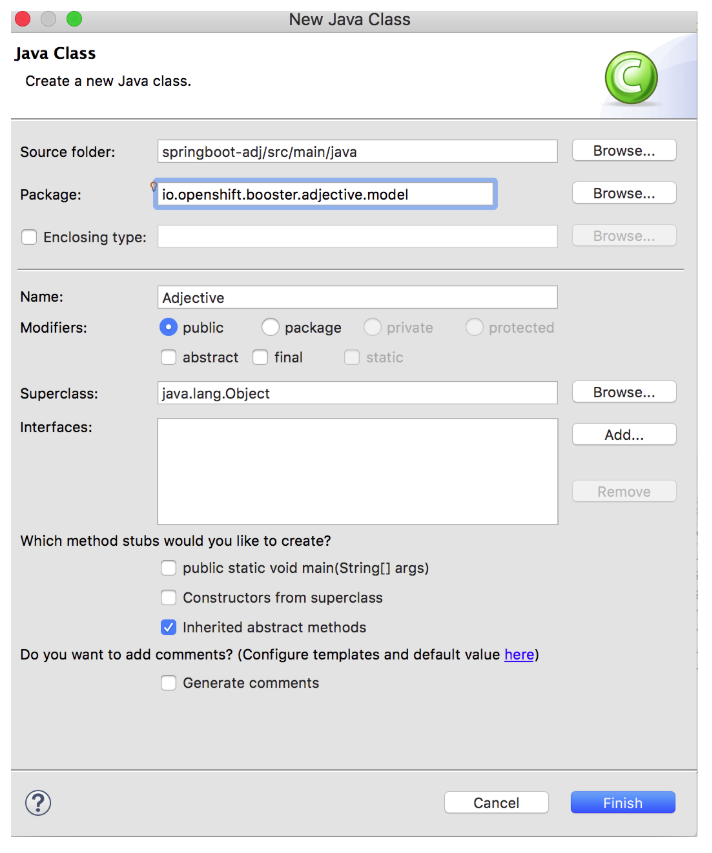 New Java Class
Java Class
Create a new Java class.
C
Source folder: springboot-adj/src/main/java Browse...
Package: io.openshift.booster.adjective.model Browse...
Enclosing type: Browse...
Name: Adjective
Modifiers: public package private protected
abstract final static
Superclass: java.lang.Object Browse...
Interfaces: Add...
Remove
Which method stubs would you like to create?
public static void main(String[] args)
Constructors from superclass
Inherited abstract methods
Do you want to add comments? (Configure templates and default value here)
Generate comments
? Cancel Finish